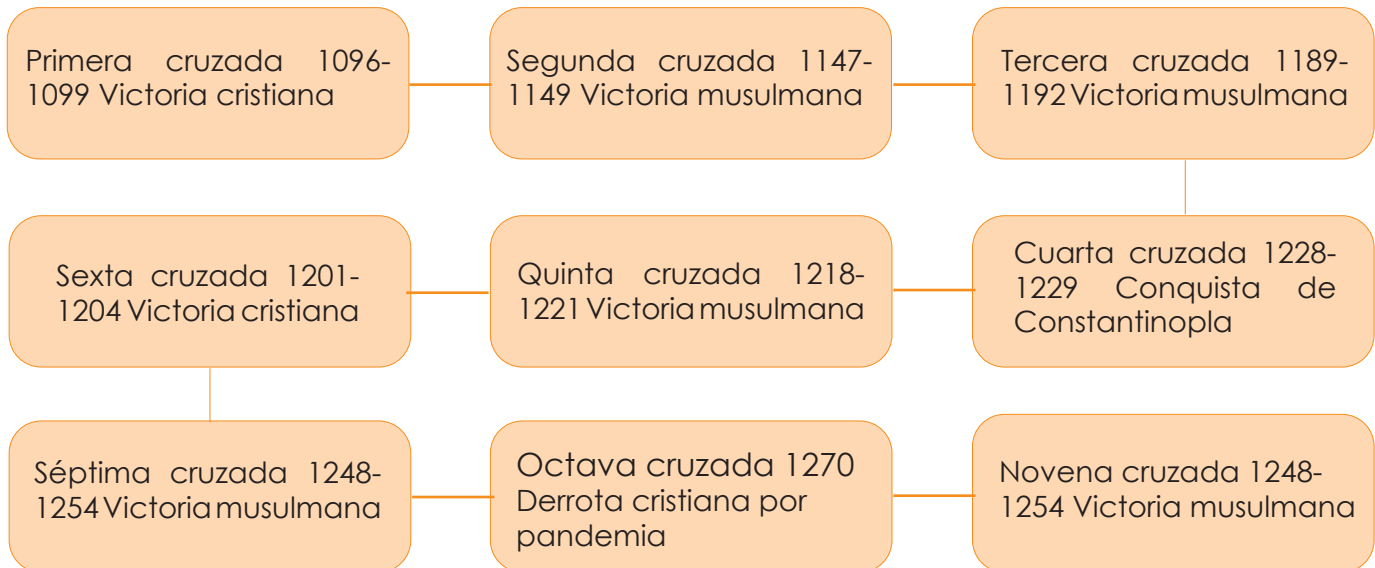 Primera cruzada 1096-
1099 Victoria cristiana
Segunda cruzada 1147-
1149 Victoria musulmana
Tercera cruzada 1189-
1192 Victoria musulmana
Cuarta cruzada 1228-
1229 Conquista de
Constantinopla
Quinta cruzada 1218-
1221 Victoria musulmana
Sexta cruzada 1201-
1204 Victoria cristiana
Séptima cruzada 1248-
1254 Victoria musulmana
Octava cruzada 1270
Derrota cristiana por
pandemia
Novena cruzada 1248-
1254 Victoria musulmana